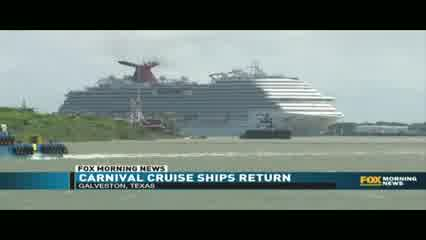 FOX MORNING NEWS
CARNIVAL CRUISE SHIPS RETURN
GALVESTON, TEXAS
FOX MORNING NEWS